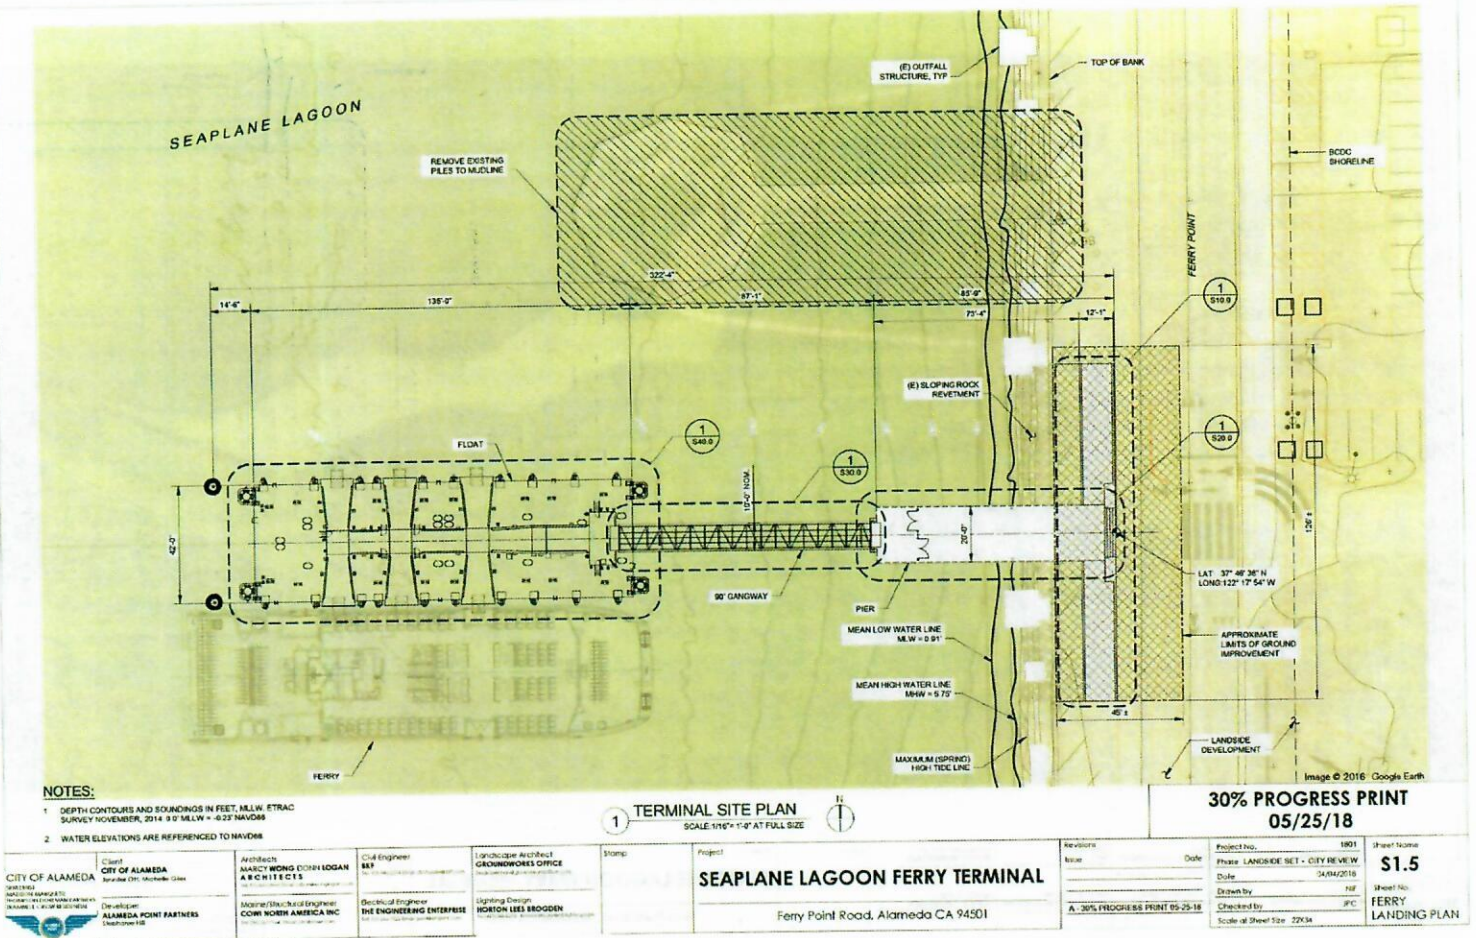 SEAPLANE LAGOON
(E) OUTFALL
STRUCTURE, TYP
TOP OF BANK
REMOVE EXISTING
PILES TO MUDLINE
BCDC
SHORELINE
FERRY POINT
322'-4"
14'-6"
135'-0"
87'-1"
85'-9"
73'-4"
12'-1"
1
S10.0
(E) SLOPING ROCK
REVETMENT
1
S20.0
FLOAT
1
S40.0
1
S30.0
10'-0" NOM.
42'-0"
20'-0"
126'±
LAT 37° 46' 36" N
LONG:122° 17' 54" W
90' GANGWAY
PIER
MEAN LOW WATER LINE
MLW = 0.91'
APPROXIMATE
LIMITS OF GROUND
IMPROVEMENT
MEAN HIGH WATER LINE
MHW = 5.75'
45'±
LANDSIDE
DEVELOPMENT
MAXIMUM (SPRING)
HIGH TIDE LINE
FERRY
Image © 2016 Google Earth
NOTES:
1 DEPTH CONTOURS AND SOUNDINGS IN FEET, MLLW. ETRAC
SURVEY NOVEMBER, 2014. 0.0' MLLW = -0.23' NAVD88
2. WATER ELEVATIONS ARE REFERENCED TO NAVD88
1 TERMINAL SITE PLAN
SCALE:1/16"= 1'-0" AT FULL SIZE
N
30% PROGRESS PRINT
05/25/18
CITY OF ALAMEDA
Client
CITY OF ALAMEDA
Developer
ALAMEDA POINT PARTNERS
Architects
MARCY WONG DONN LOGAN
ARCHITECTS
Marine/Structural Engineer
COWI NORTH AMERICA INC
Civil Engineer
BKF
Electrical Engineer
THE ENGINEERING ENTERPRISE
Landscape Architect
GROUNDWORKS OFFICE
Lighting Design
HORTON LEES BROGDEN
Stamp
Project
SEAPLANE LAGOON FERRY TERMINAL
Ferry Point Road, Alameda CA 94501
Revisions
Issue Date
A - 30% PROGRESS PRINT 05-25-18
Project No. 1801
Phase LANDSIDE SET - CITY REVIEW
Date 04/04/2018
Drawn by
Checked by JPC
Scale at Sheet Size 22X34
Sheet Name
S1.5
Sheet No.
FERRY
LANDING PLAN